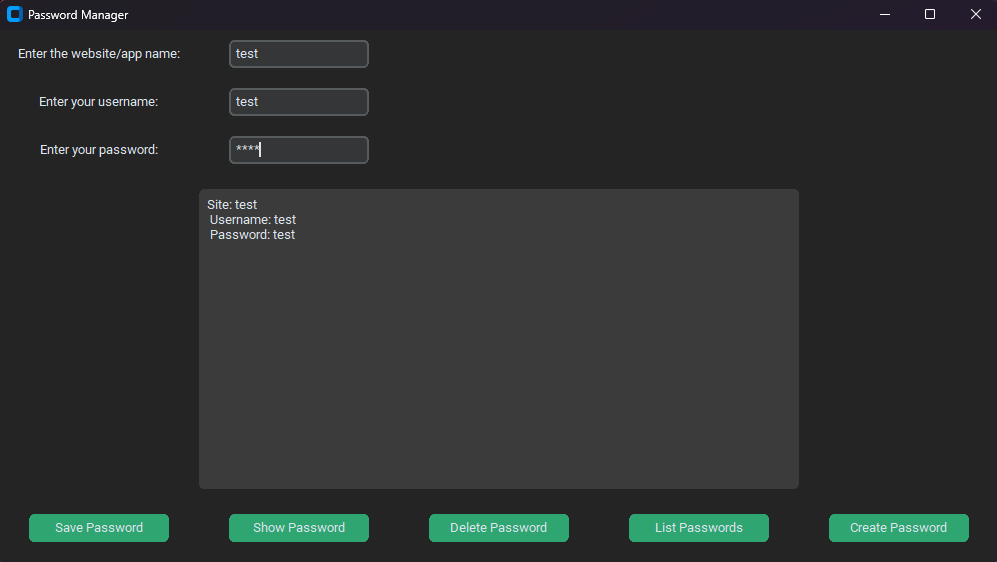 Password Manager
Enter the website/app name: test
Enter your username: test
Enter your password: ****
Site: test
Username: test
Password: test
Save Password Show Password Delete Password List Passwords Create Password